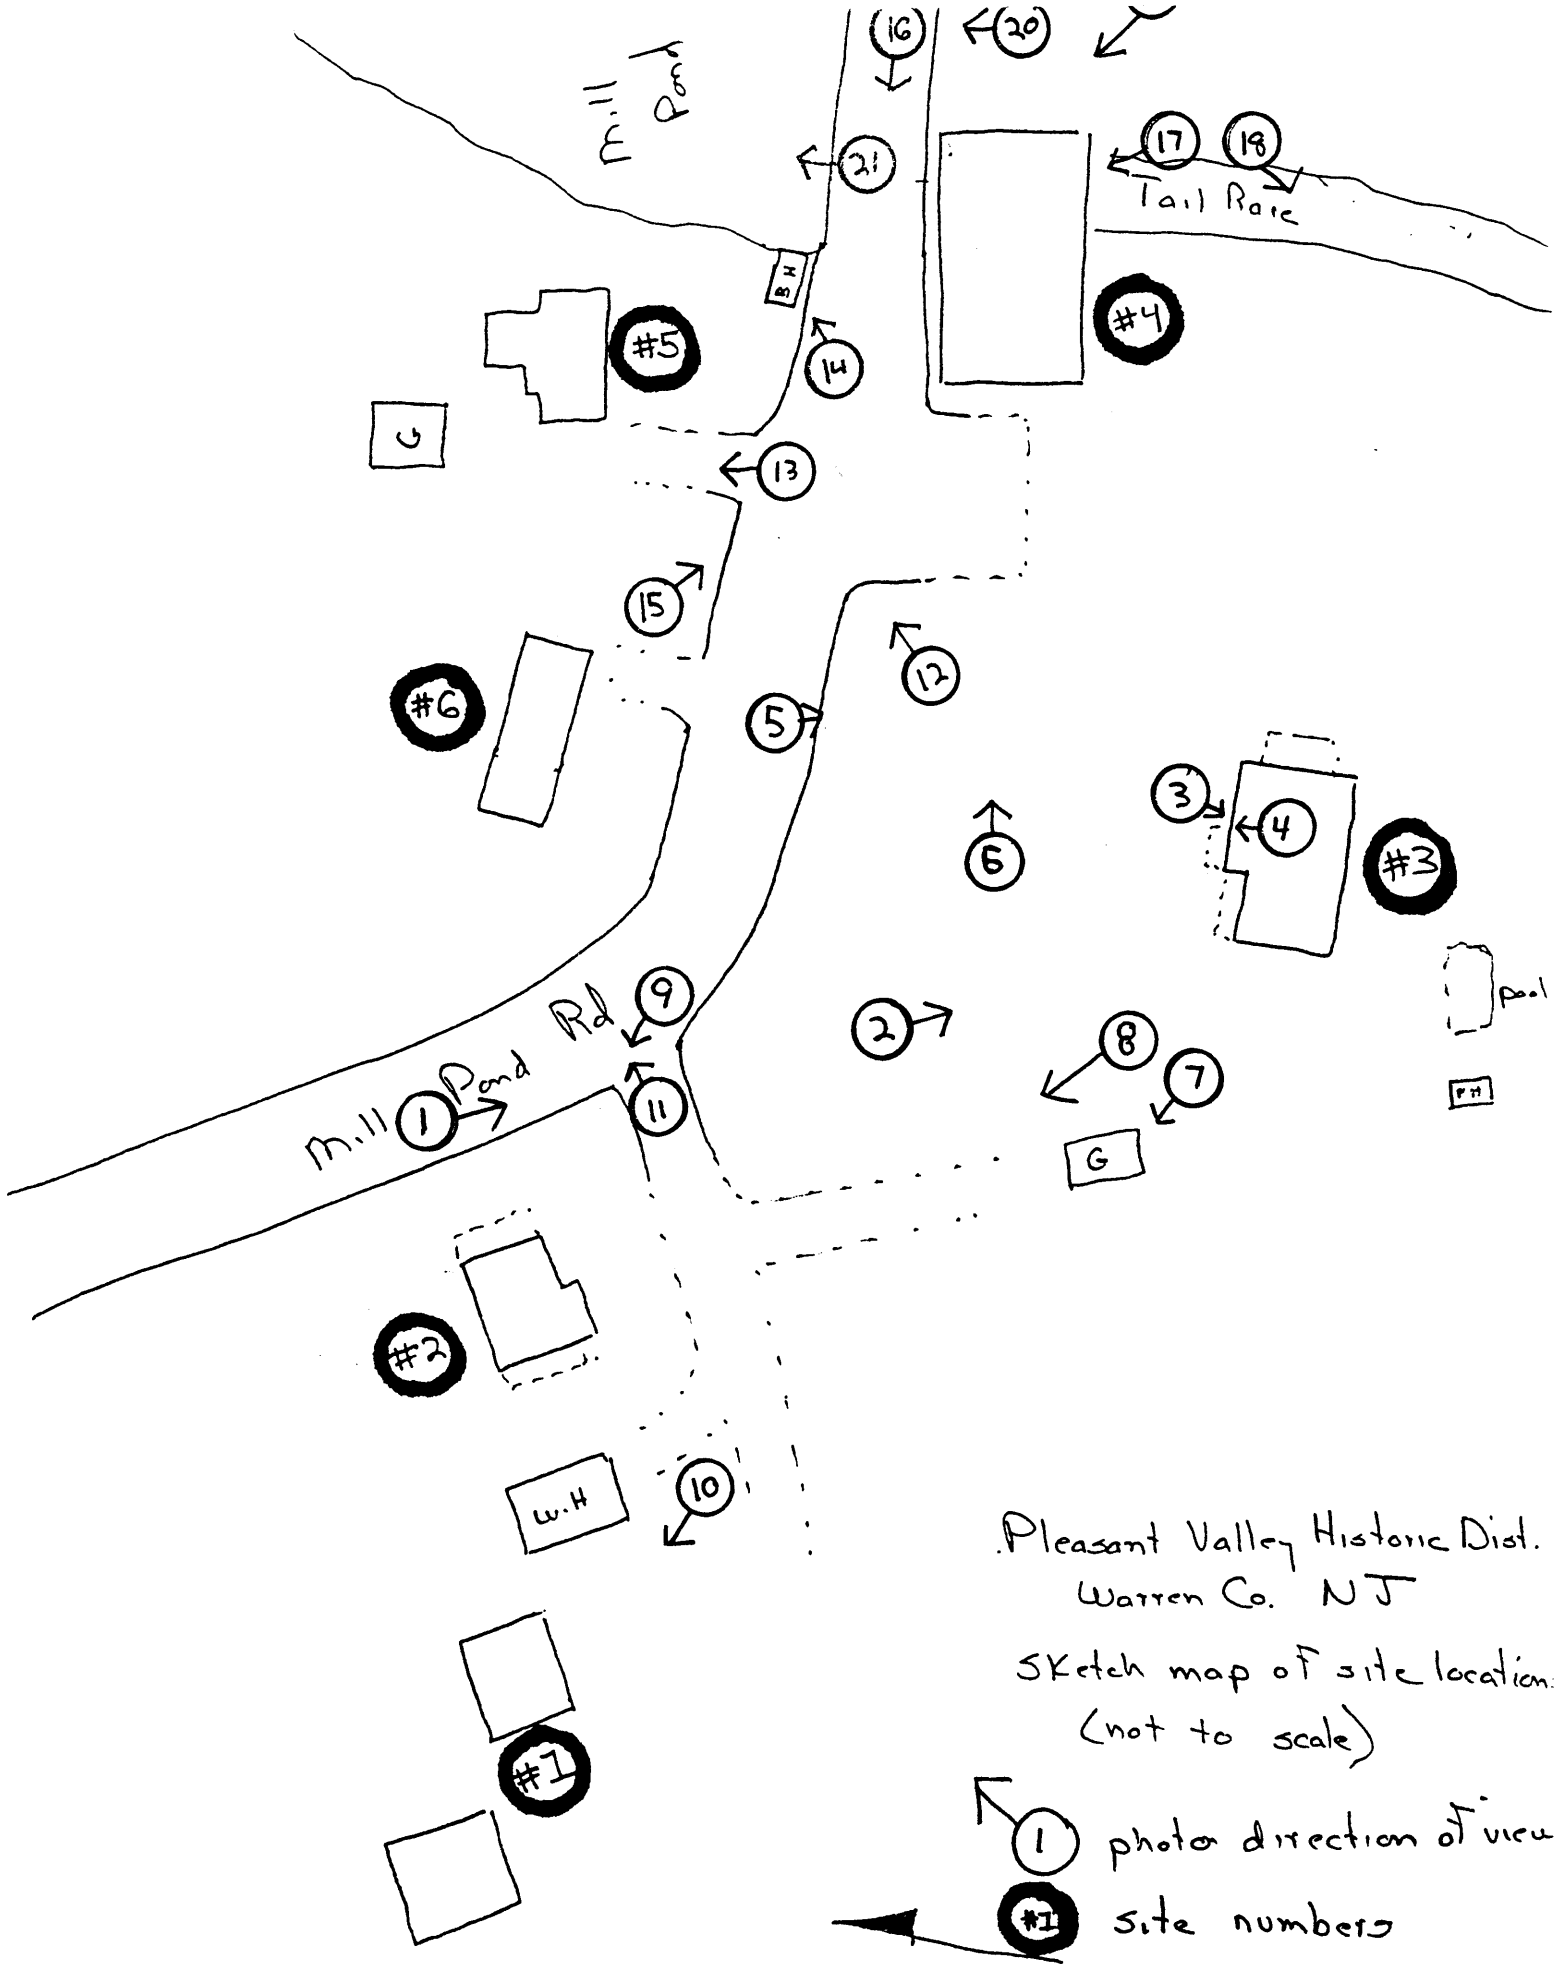 16
20
Mill
Pond
21
17
18
Tail Race
BH
#5
#4
14
G
13
15
12
#6
5
3
4
6
#3
9
pool
2
8
7
PH
Mill Pond Rd
1
11
G
#2
W.H
10
Pleasant Valley Historic Dist.
Warren Co. NJ
Sketch map of site location
(not to scale)
#1
1 photo direction of view
#1 site numbers